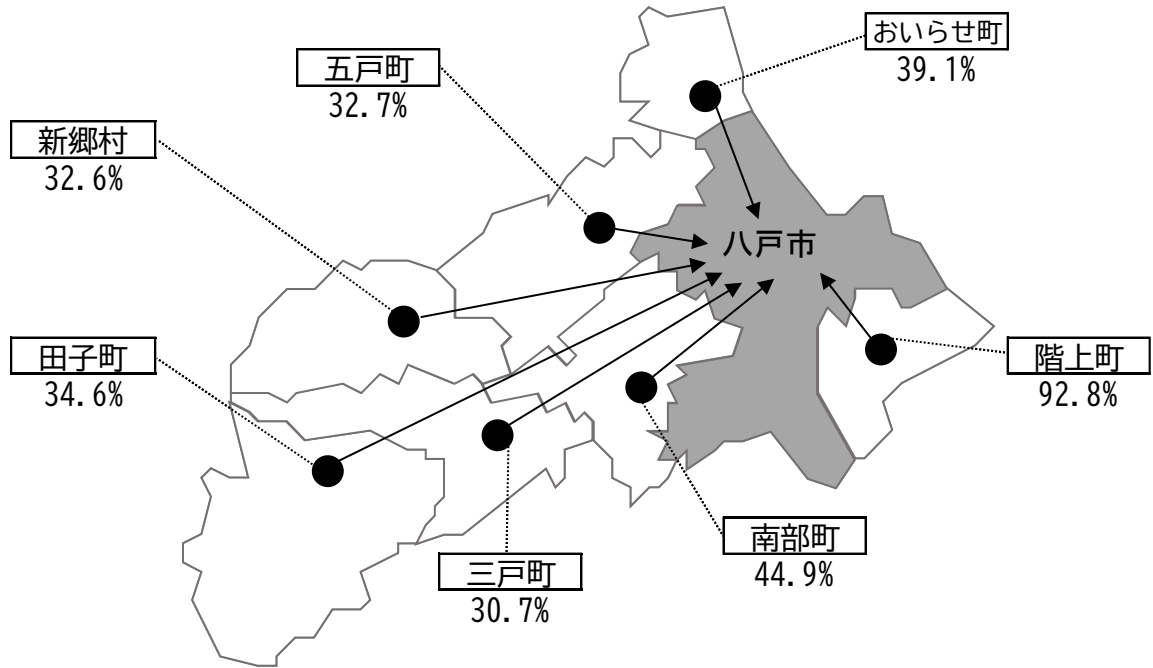 おいらせ町
39.1%
五戸町
32.7%
新郷村
32.6%
八戸市
田子町
34.6%
階上町
92.8%
南部町
44.9%
三戸町
30.7%